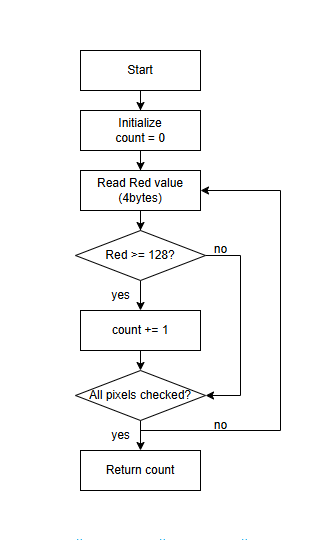 Start
Initialize
count = 0
Read Red value
(4bytes)
Red >= 128?
no
yes
count += 1
All pixels checked?
no
yes
Return count